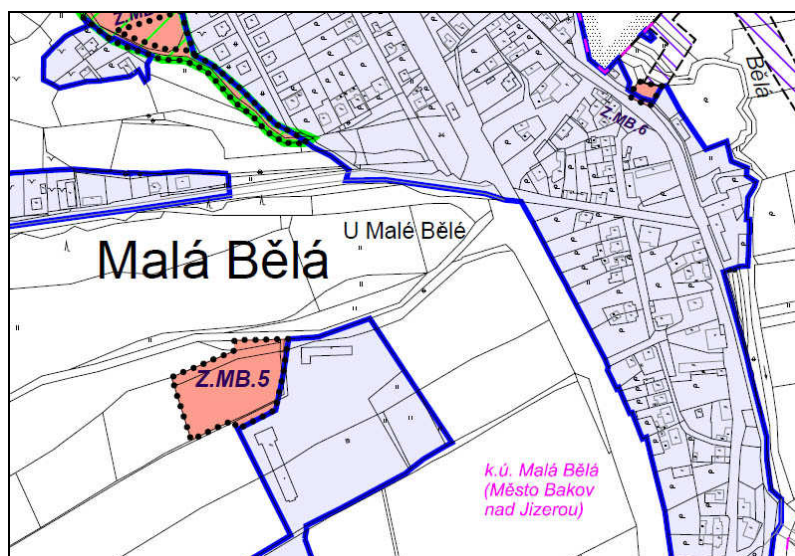 Z.MB.6
Bělá
U Malé Bělé
Malá Bělá
Z.MB.5
k.ú. Malá Bělá
(Město Bakov
nad Jizerou)